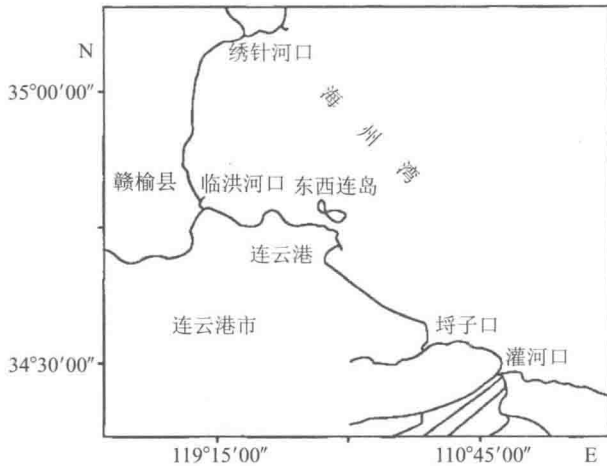 N
绣针河口
35°00′00″
海州湾
赣榆县
临洪河口
东西连岛
连云港
连云港市
埒子口
34°30′00″
灌河口
119°15′00″
110°45′00″
E